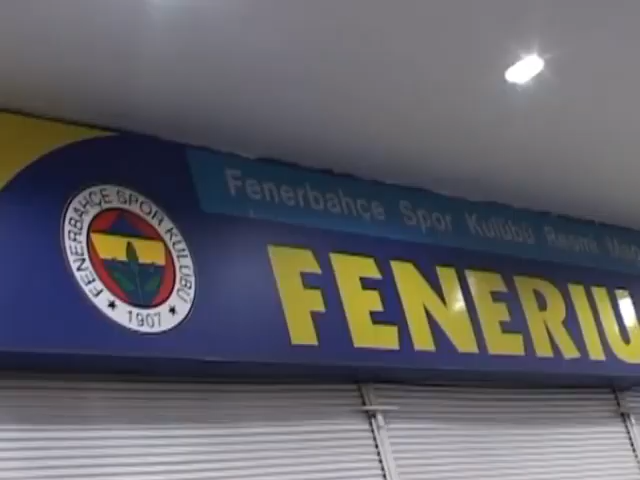 Fenerbahçe Spor Kulübü Resmi
FENERBAHÇE SPOR KULÜBÜ
1907
FENERIU